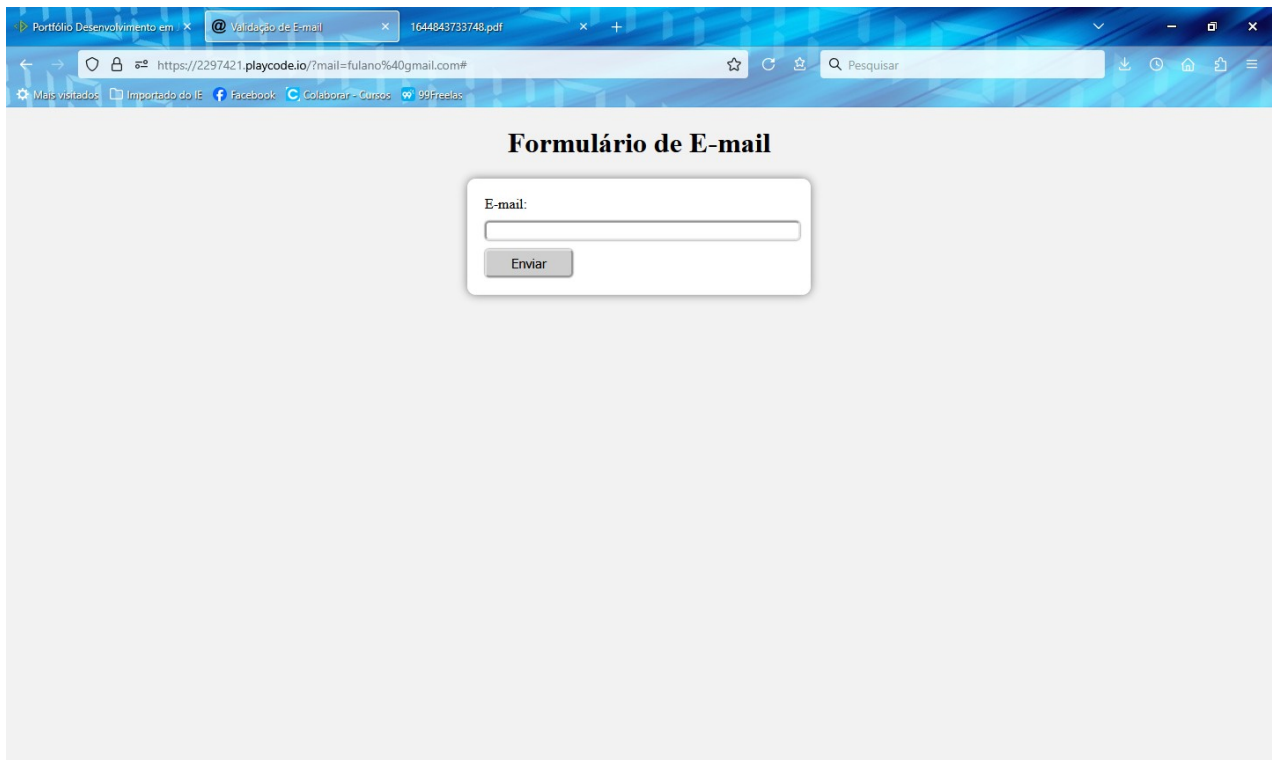 Portfólio Desenvolvimento em J
Validação de E-mail
1644843733748.pdf
https://2297421.playcode.io/?mail=fulano%40gmail.com#
Pesquisar
Mais visitados Importado do IE Facebook Colaborar - Cursos 99Freelas
Formulário de E-mail
E-mail:
Enviar